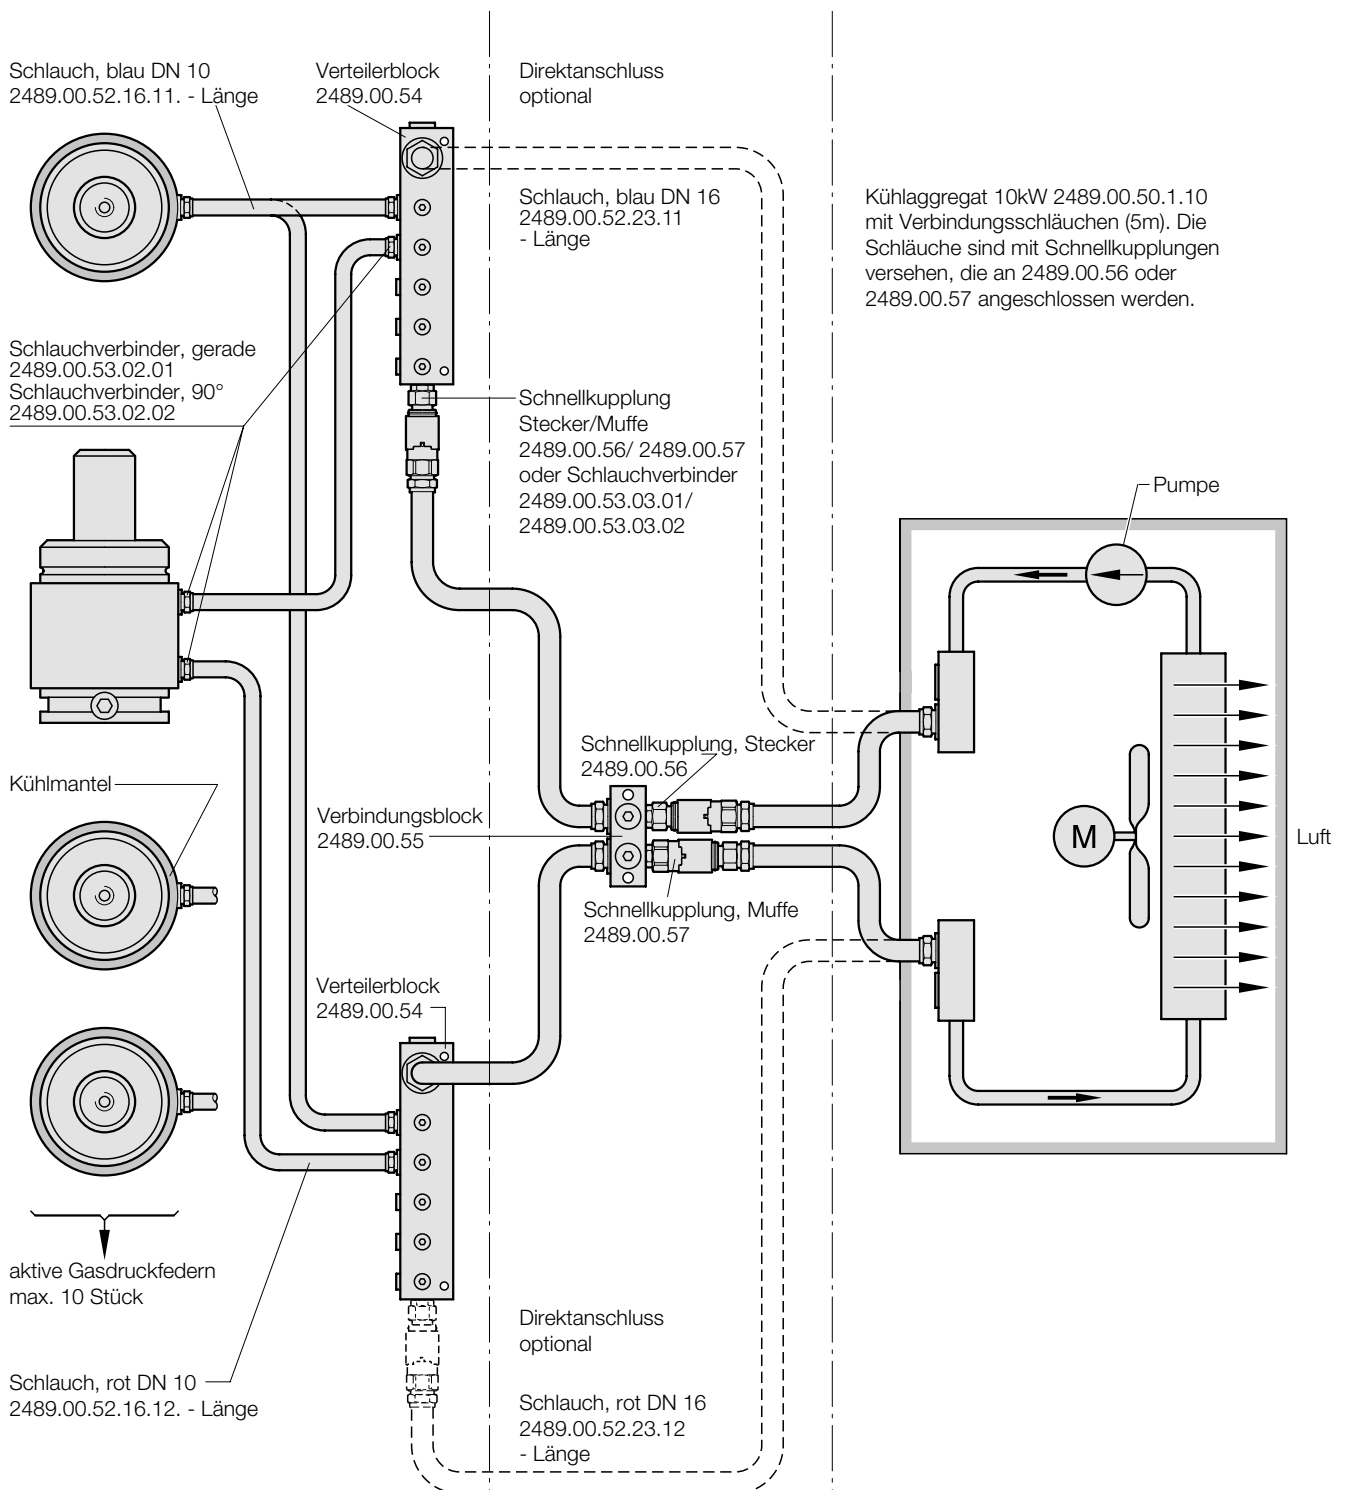 Schlauch, blau DN 10
2489.00.52.16.11. - Länge
Verteilerblock
2489.00.54
Direktanschluss
optional
Schlauch, blau DN 16
2489.00.52.23.11
- Länge
Kühlaggregat 10kW 2489.00.50.1.10
mit Verbindungsschläuchen (5m). Die
Schläuche sind mit Schnellkupplungen
versehen, die an 2489.00.56 oder
2489.00.57 angeschlossen werden.
Schlauchverbinder, gerade
2489.00.53.02.01
Schlauchverbinder, 90°
2489.00.53.02.02
Schnellkupplung
Stecker/Muffe
2489.00.56/ 2489.00.57
oder Schlauchverbinder
2489.00.53.03.01/
2489.00.53.03.02
Pumpe
Schnellkupplung, Stecker
2489.00.56
Kühlmantel
Verbindungsblock
2489.00.55
M
Luft
Schnellkupplung, Muffe
2489.00.57
Verteilerblock
2489.00.54
aktive Gasdruckfedern
max. 10 Stück
Direktanschluss
optional
Schlauch, rot DN 10
2489.00.52.16.12. - Länge
Schlauch, rot DN 16
2489.00.52.23.12
- Länge